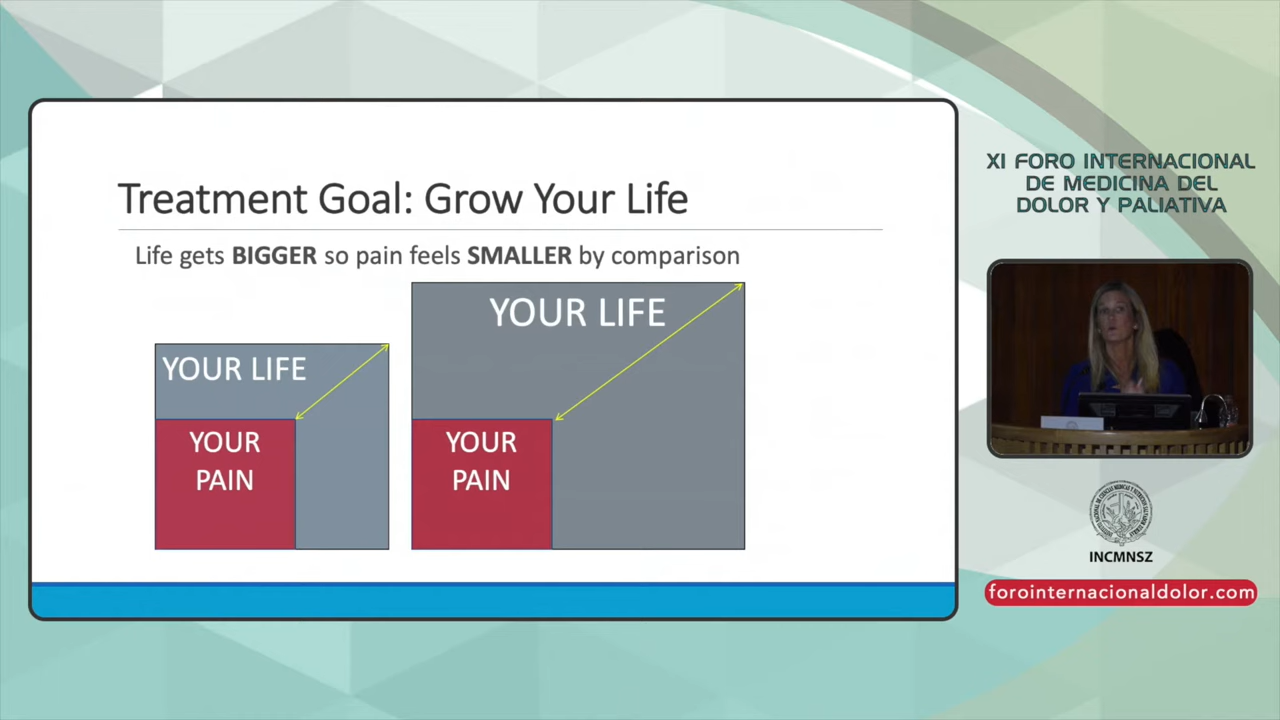 Treatment Goal: Grow Your Life
Life gets BIGGER so pain feels SMALLER by comparison
YOUR LIFE
YOUR
PAIN
YOUR LIFE
YOUR
PAIN
XI FORO INTERNACIONAL
DE MEDICINA DEL
DOLOR Y PALIATIVA
INCMNSZ
forointernacionaldolor.com